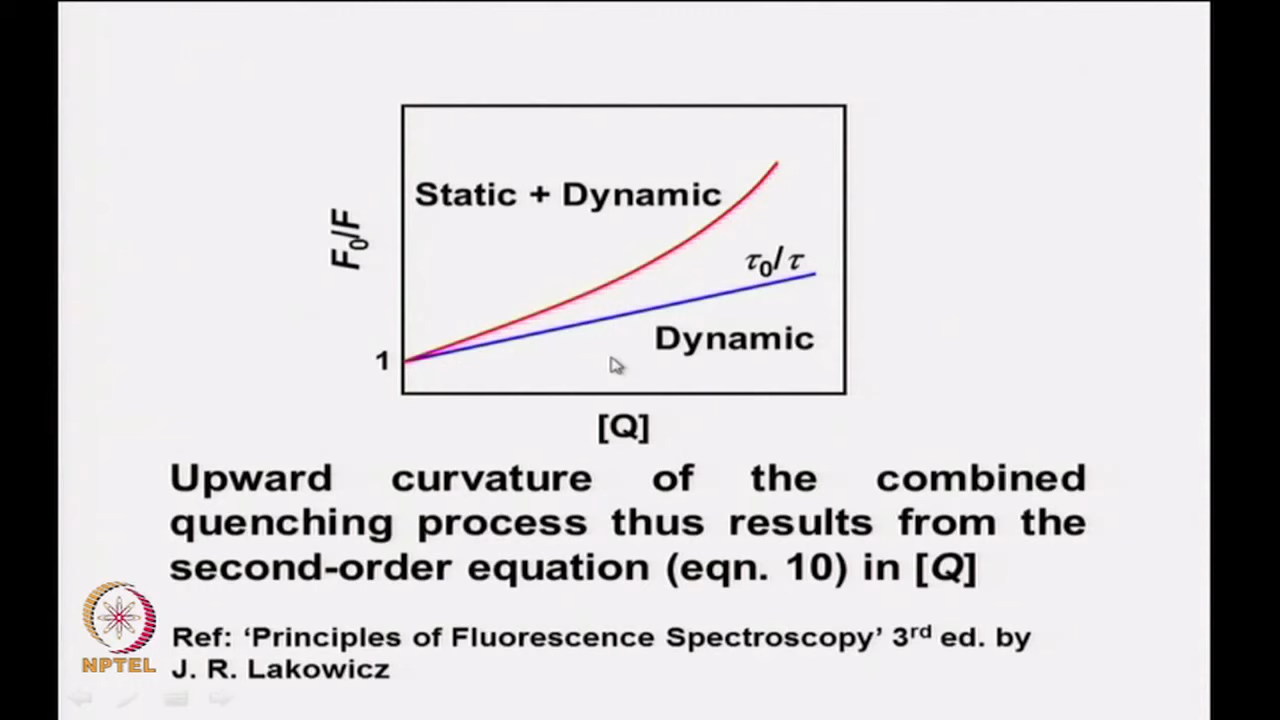 Static + Dynamic
F0/F
τ0/τ
Dynamic
1
[Q]
Upward curvature of the combined
quenching process thus results from the
second-order equation (eqn. 10) in [Q]
Ref: ‘Principles of Fluorescence Spectroscopy’ 3rd ed. by
J. R. Lakowicz
NPTEL